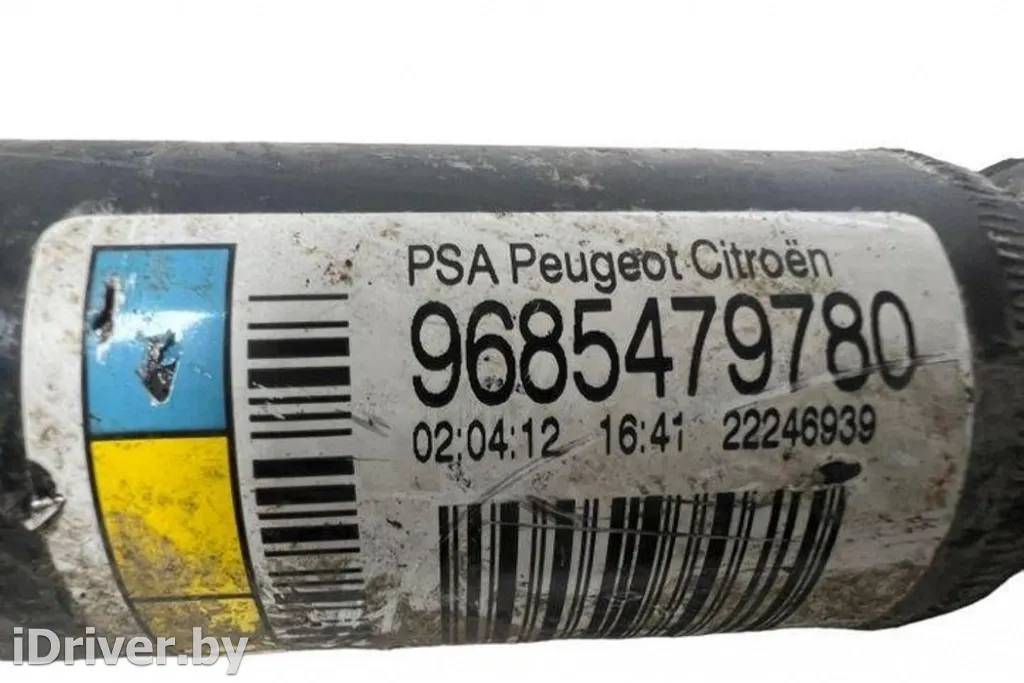 PSA Peugeot Citroën
9685479780
02:04:12 16:41 22246939
iDriver.by